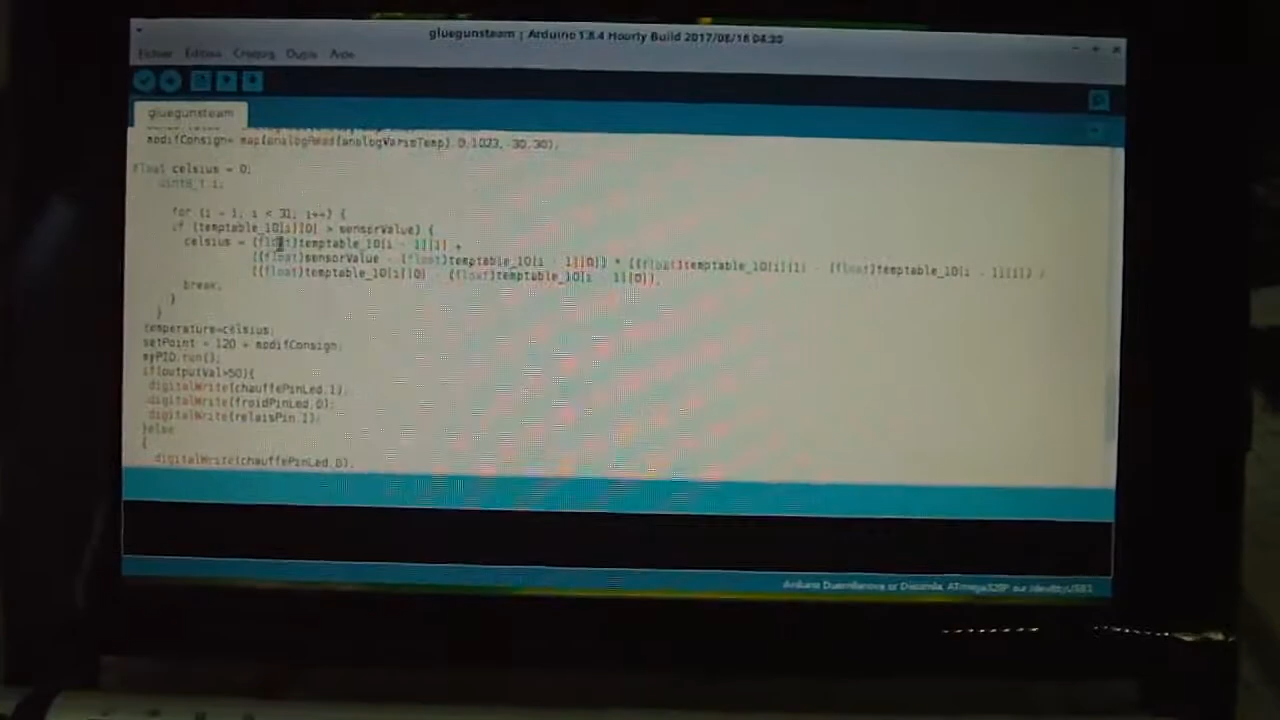 gluegunsteam | Arduino 1.8.4 Hourly Build 2017/08/16 04:30
Fichier Édition Croquis Outils Aide
gluegunsteam
modifConsign= map(analogRead(analogVarioTemp),0,1023,-30,30);
float celsius = 0;
uint8_t i;
for (i = 1; i < 31; i++) {
if (temptable_10[i][0] > sensorValue) {
celsius = (float)temptable_10[i - 1][1] +
((float)sensorValue - (float)temptable_10[i - 1][0]) * ((float)temptable_10[i][1] - (float)temptable_10[i - 1][1]) /
((float)temptable_10[i][0] - (float)temptable_10[i - 1][0]);
break;
}
}
temperature=celsius;
setPoint = 120 + modifConsign;
myPID.run();
if(outputVal>50){
digitalWrite(chauffePinLed,1);
digitalWrite(froidPinLed,0);
digitalWrite(relaisPin,1);
}else
{
digitalWrite(chauffePinLed,0);
Arduino Duemilanove or Diecimila, ATmega328P sur /dev/ttyUSB1